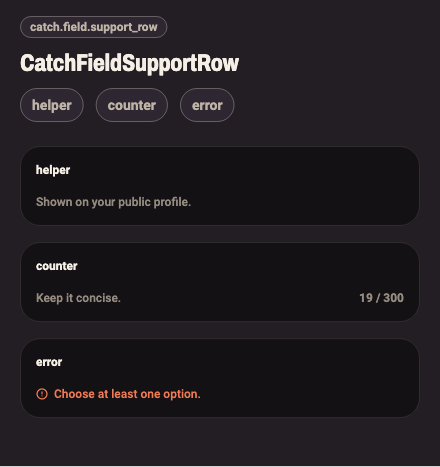 catch.field.support_row
CatchFieldSupportRow
helper counter error
helper
Shown on your public profile.
counter
Keep it concise. 19 / 300
error
Choose at least one option.